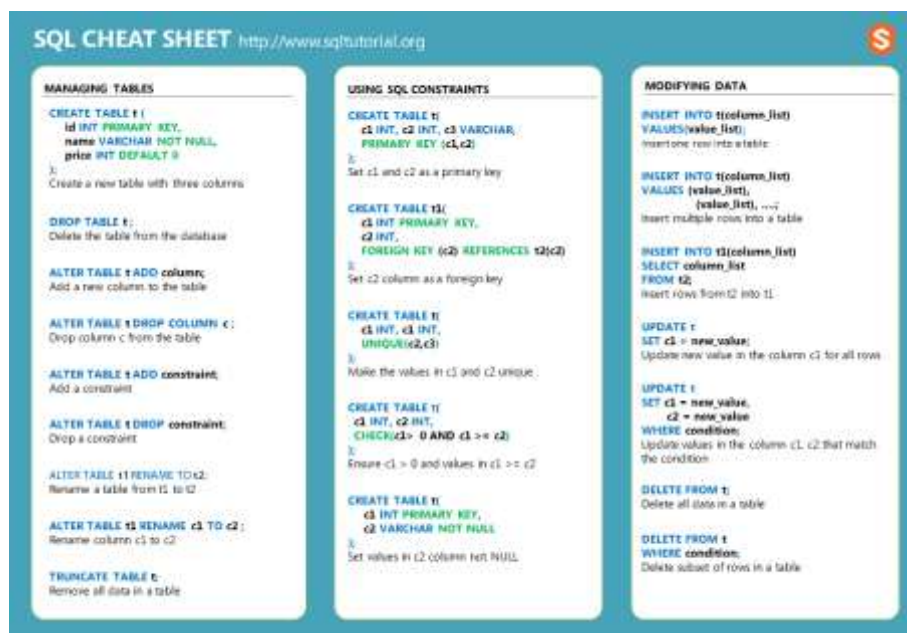 SQL CHEAT SHEET http://www.sqltutorial.org
S
MANAGING TABLES
CREATE TABLE t (
id INT PRIMARY KEY,
name VARCHAR NOT NULL,
price INT DEFAULT 0
);
Create a new table with three columns
DROP TABLE t ;
Delete the table from the database
ALTER TABLE t ADD column;
Add a new column to the table
ALTER TABLE t DROP COLUMN c ;
Drop column c from the table
ALTER TABLE t ADD constraint;
Add a constraint
ALTER TABLE t DROP constraint;
Drop a constraint
ALTER TABLE t1 RENAME TO t2;
Rename a table from t1 to t2
ALTER TABLE t1 RENAME c1 TO c2 ;
Rename column c1 to c2
TRUNCATE TABLE t;
Remove all data in a table
USING SQL CONSTRAINTS
CREATE TABLE t(
c1 INT, c2 INT, c3 VARCHAR,
PRIMARY KEY (c1,c2)
);
Set c1 and c2 as a primary key
CREATE TABLE t1(
c1 INT PRIMARY KEY,
c2 INT,
FOREIGN KEY (c2) REFERENCES t2(c2)
);
Set c2 column as a foreign key
CREATE TABLE t(
c1 INT, c1 INT,
UNIQUE(c2,c3)
);
Make the values in c1 and c2 unique
CREATE TABLE t(
c1 INT, c2 INT,
CHECK(c1> 0 AND c1 >= c2)
);
Ensure c1 > 0 and values in c1 >= c2
CREATE TABLE t(
c1 INT PRIMARY KEY,
c2 VARCHAR NOT NULL
);
Set values in c2 column not NULL
MODIFYING DATA
INSERT INTO t(column_list)
VALUES(value_list);
Insert one row into a table
INSERT INTO t(column_list)
VALUES (value_list),
(value_list), ....;
Insert multiple rows into a table
INSERT INTO t1(column_list)
SELECT column_list
FROM t2;
Insert rows from t2 into t1
UPDATE t
SET c1 = new_value;
Update new value in the column c1 for all rows
UPDATE t
SET c1 = new_value,
c2 = new_value
WHERE condition;
Update values in the column c1, c2 that match
the condition
DELETE FROM t;
Delete all data in a table
DELETE FROM t
WHERE condition;
Delete subset of rows in a table